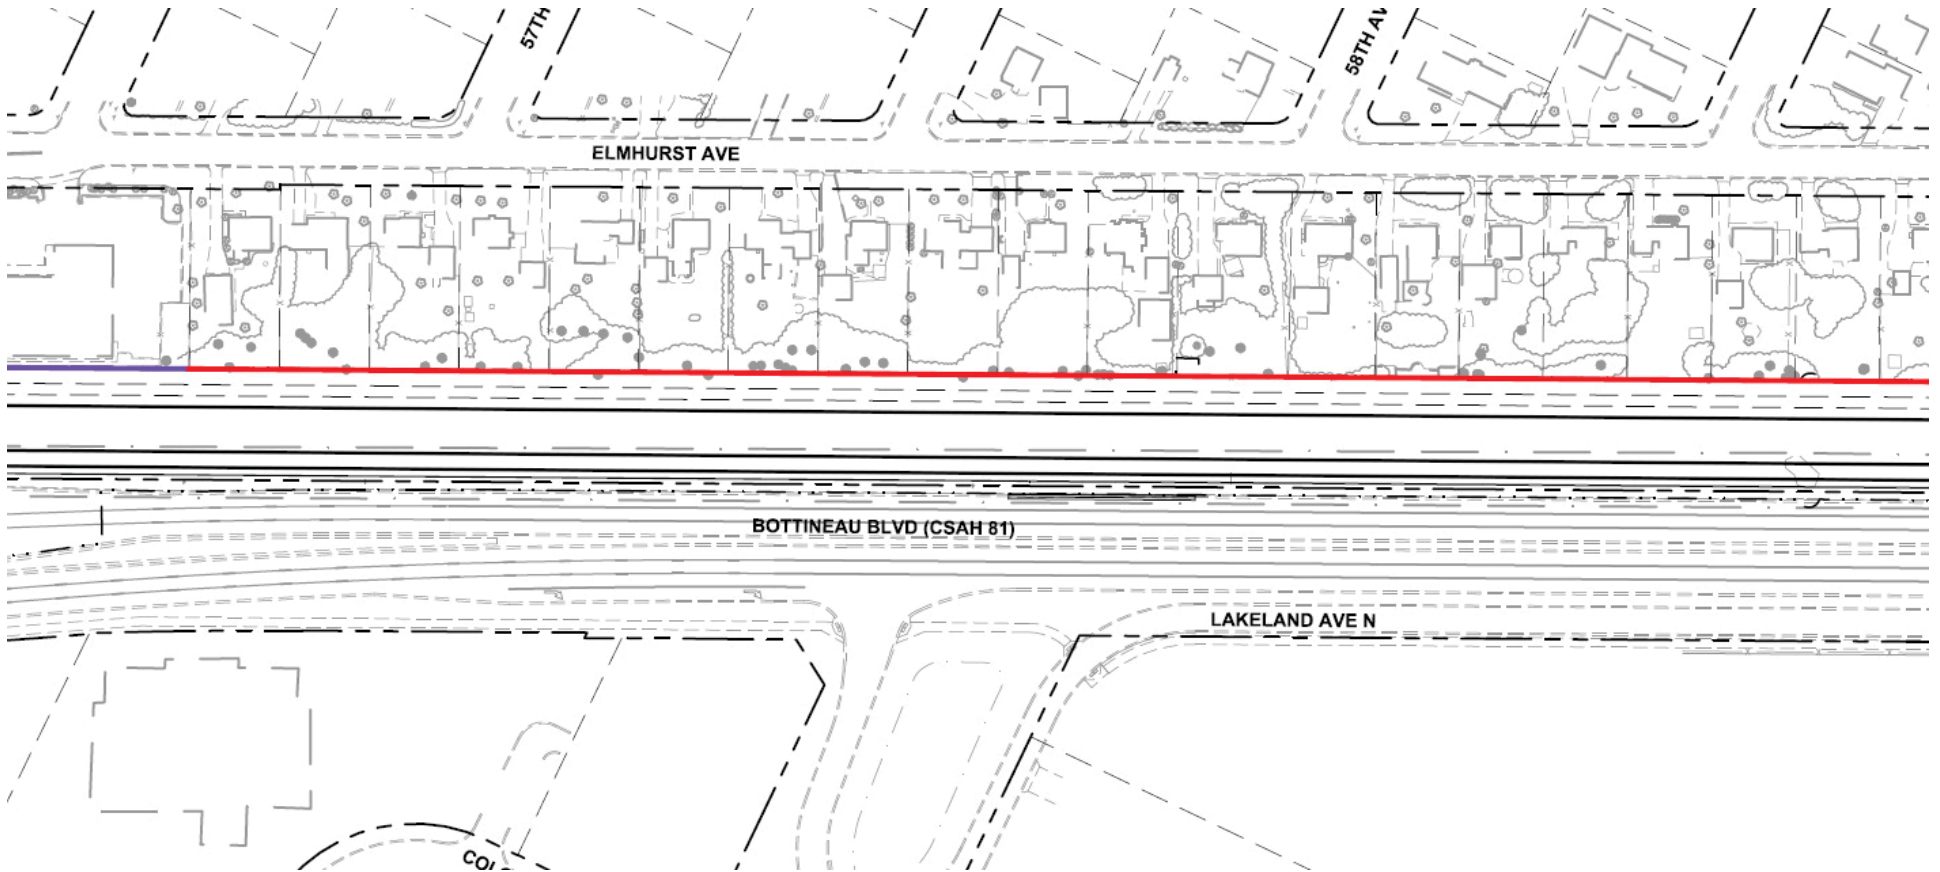 57TH
58TH AV
ELMHURST AVE
BOTTINEAU BLVD (CSAH 81)
LAKELAND AVE N